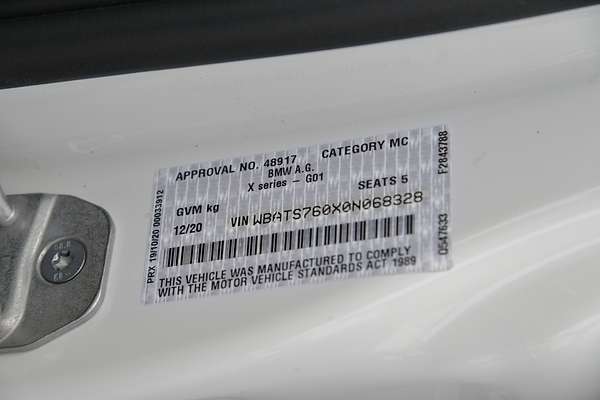 APPROVAL NO. 48917 CATEGORY MC
BMW A.G.
X series - G01
GVM kg SEATS 5
12/20 VIN WBATS760X0N068328
THIS VEHICLE WAS MANUFACTURED TO COMPLY
WITH THE MOTOR VEHICLE STANDARDS ACT 1989
PRX 19/10/20 00033912
0547633 F2843788